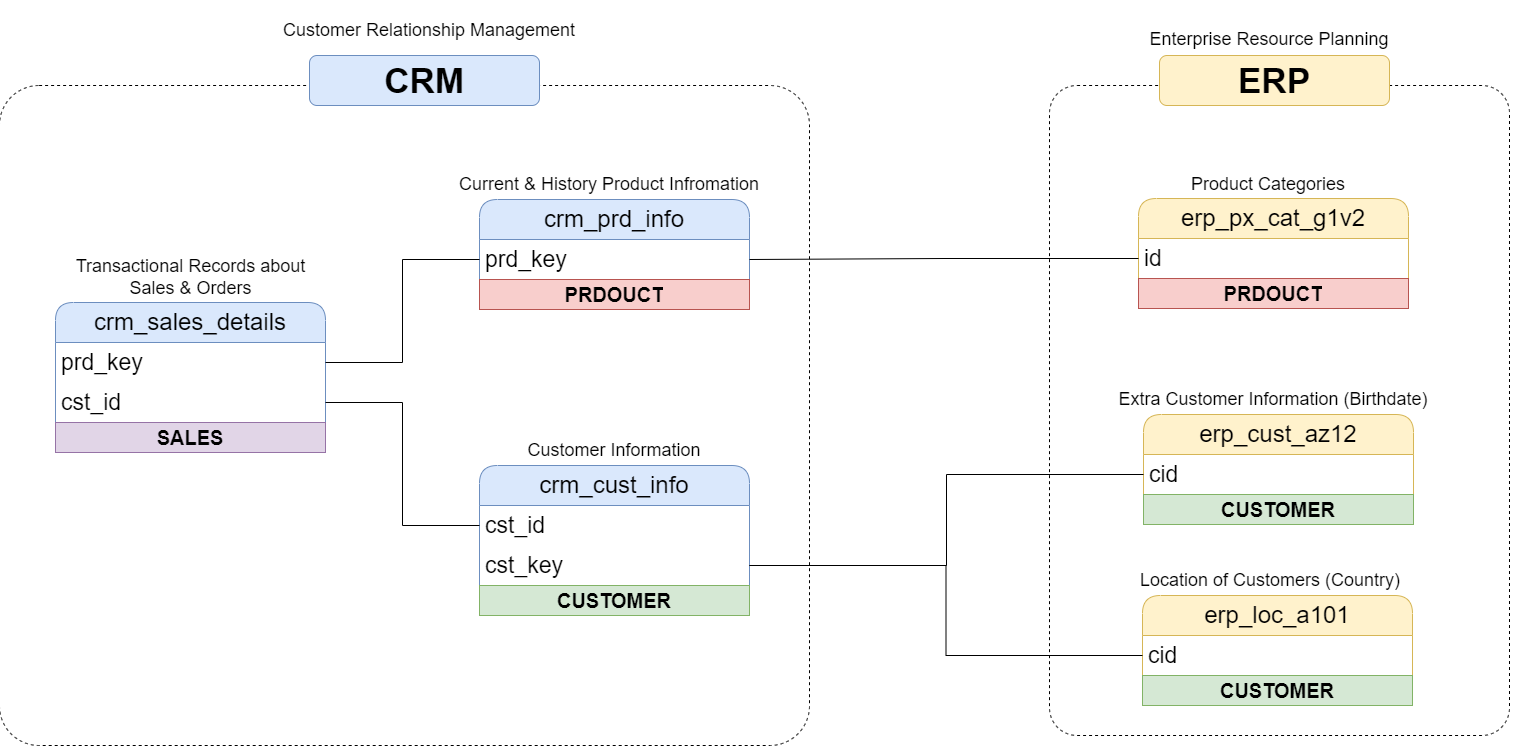 Customer Relationship Management
CRM
Enterprise Resource Planning
ERP
Transactional Records about
Sales & Orders
crm_sales_details
prd_key
cst_id
SALES
Current & History Product Infromation
crm_prd_info
prd_key
PRDOUCT
Customer Information
crm_cust_info
cst_id
cst_key
CUSTOMER
Product Categories
erp_px_cat_g1v2
id
PRDOUCT
Extra Customer Information (Birthdate)
erp_cust_az12
cid
CUSTOMER
Location of Customers (Country)
erp_loc_a101
cid
CUSTOMER